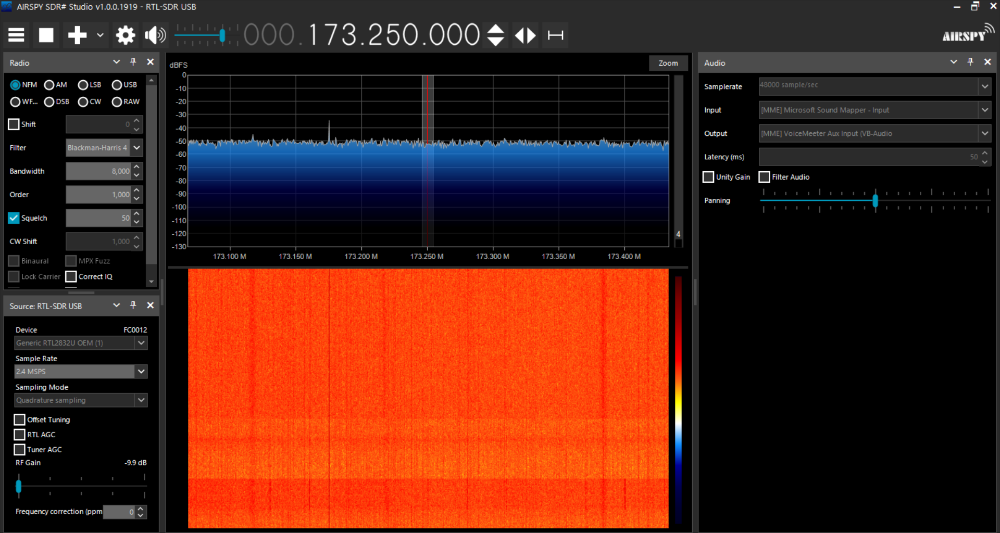 AIRSPY SDR# Studio v1.0.0.1919 - RTL-SDR USB
000.173.250.000
AIRSPY
Radio
NFM AM LSB USB
WF... DSB CW RAW
Shift 0
Filter Blackman-Harris 4
Bandwidth 8,000
Order 1,000
Squelch 50
CW Shift 1,000
Binaural MPX Fuzz
Lock Carrier Correct IQ
Source: RTL-SDR USB
Device FC0012
Generic RTL2832U OEM (1)
Sample Rate
2.4 MSPS
Sampling Mode
Quadrature sampling
Offset Tuning
RTL AGC
Tuner AGC
RF Gain -9.9 dB
Frequency correction (ppm 0
dBFS
Zoom
0
-10
-20
-30
-40
-50
-60
-70
-80
-90
-100
-110
-120
-130
4
173.100 M 173.150 M 173.200 M 173.250 M 173.300 M 173.350 M 173.400 M
Audio
Samplerate 48000 sample/sec
Input [MME] Microsoft Sound Mapper - Input
Output [MME] VoiceMeeter Aux Input (VB-Audio
Latency (ms) 50
Unity Gain Filter Audio
Panning